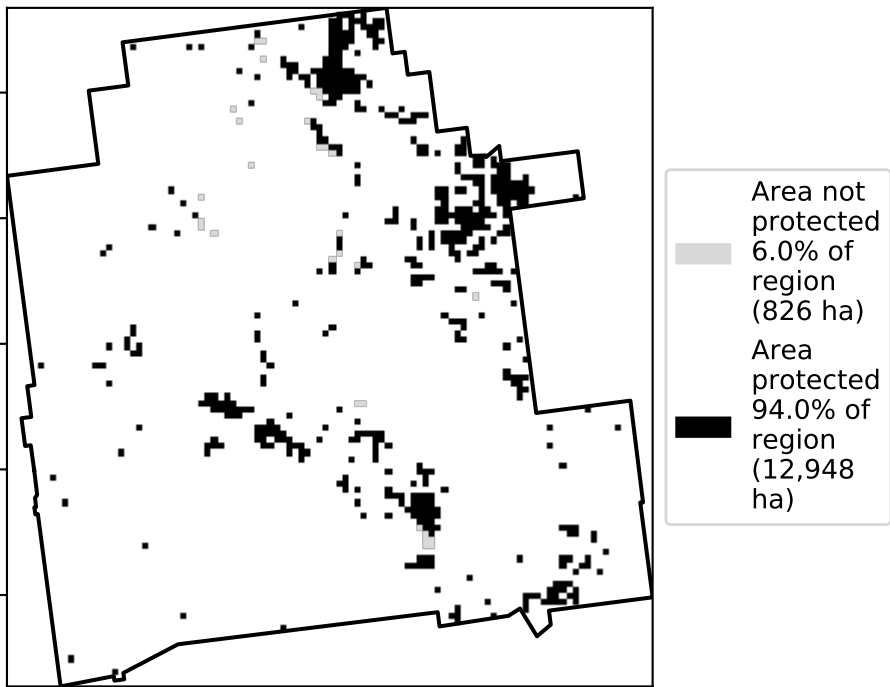 Area not
protected
6.0% of
region
(826 ha)
Area
protected
94.0% of
region
(12,948
ha)